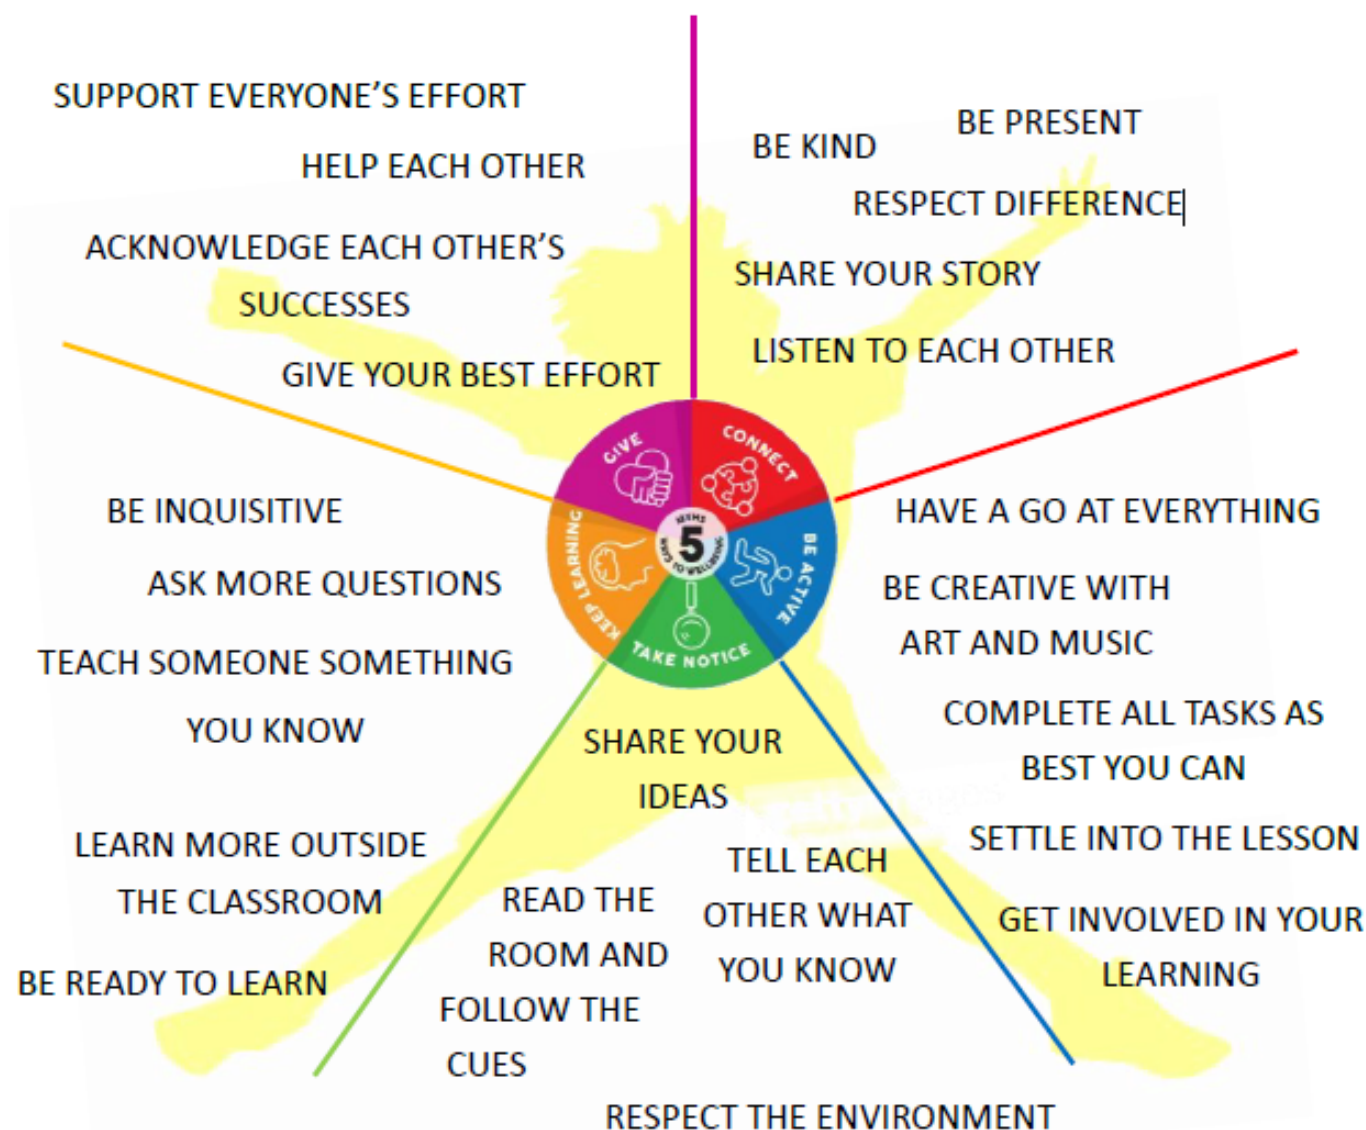 SUPPORT EVERYONE’S EFFORT
HELP EACH OTHER
ACKNOWLEDGE EACH OTHER’S
SUCCESSES
GIVE YOUR BEST EFFORT
BE PRESENT
BE KIND
RESPECT DIFFERENCE
SHARE YOUR STORY
LISTEN TO EACH OTHER
GIVE
CONNECT
BE ACTIVE
TAKE NOTICE
KEEP LEARNING
5
WAYS TO WELLBEING
HAVE A GO AT EVERYTHING
BE CREATIVE WITH
ART AND MUSIC
COMPLETE ALL TASKS AS
BEST YOU CAN
SETTLE INTO THE LESSON
GET INVOLVED IN YOUR
LEARNING
SHARE YOUR
IDEAS
TELL EACH
OTHER WHAT
YOU KNOW
READ THE
ROOM AND
FOLLOW THE
CUES
RESPECT THE ENVIRONMENT
BE INQUISITIVE
ASK MORE QUESTIONS
TEACH SOMEONE SOMETHING
YOU KNOW
LEARN MORE OUTSIDE
THE CLASSROOM
BE READY TO LEARN